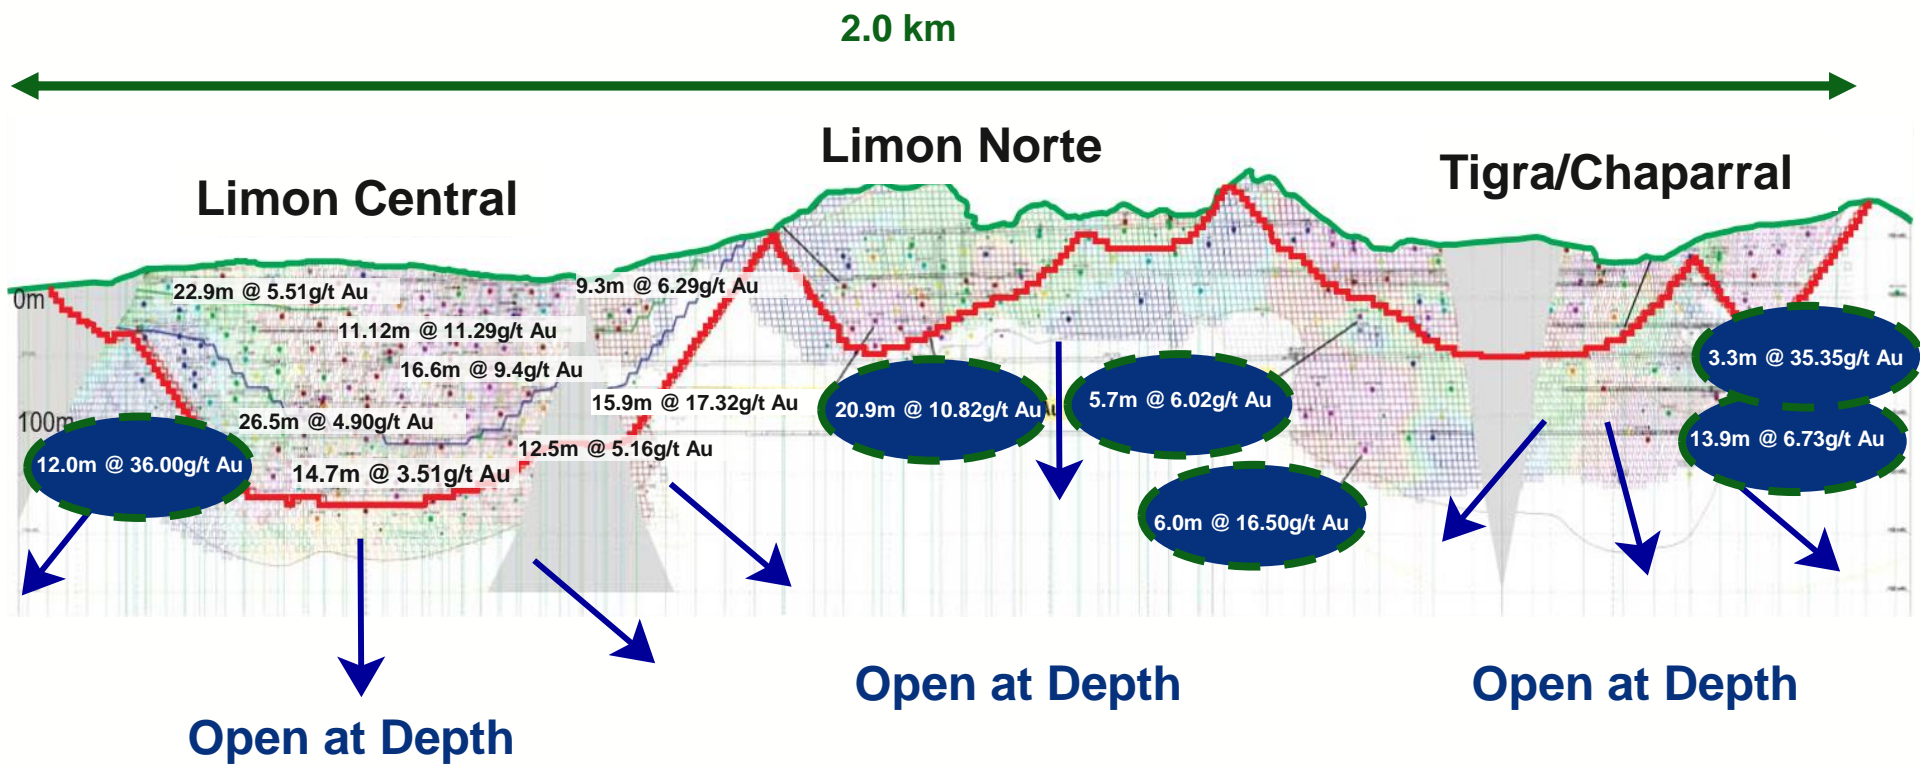 2.0 km
Limon Norte
Tigra/Chaparral
Limon Central
0m
22.9m @ 5.51g/t Au
9.3m @ 6.29g/t Au
11.12m @ 11.29g/t Au
16.6m @ 9.4g/t Au
3.3m @ 35.35g/t Au
15.9m @ 17.32g/t Au
20.9m @ 10.82g/t Au
5.7m @ 6.02g/t Au
100m
26.5m @ 4.90g/t Au
12.5m @ 5.16g/t Au
13.9m @ 6.73g/t Au
12.0m @ 36.00g/t Au
14.7m @ 3.51g/t Au
6.0m @ 16.50g/t Au
Open at Depth
Open at Depth
Open at Depth